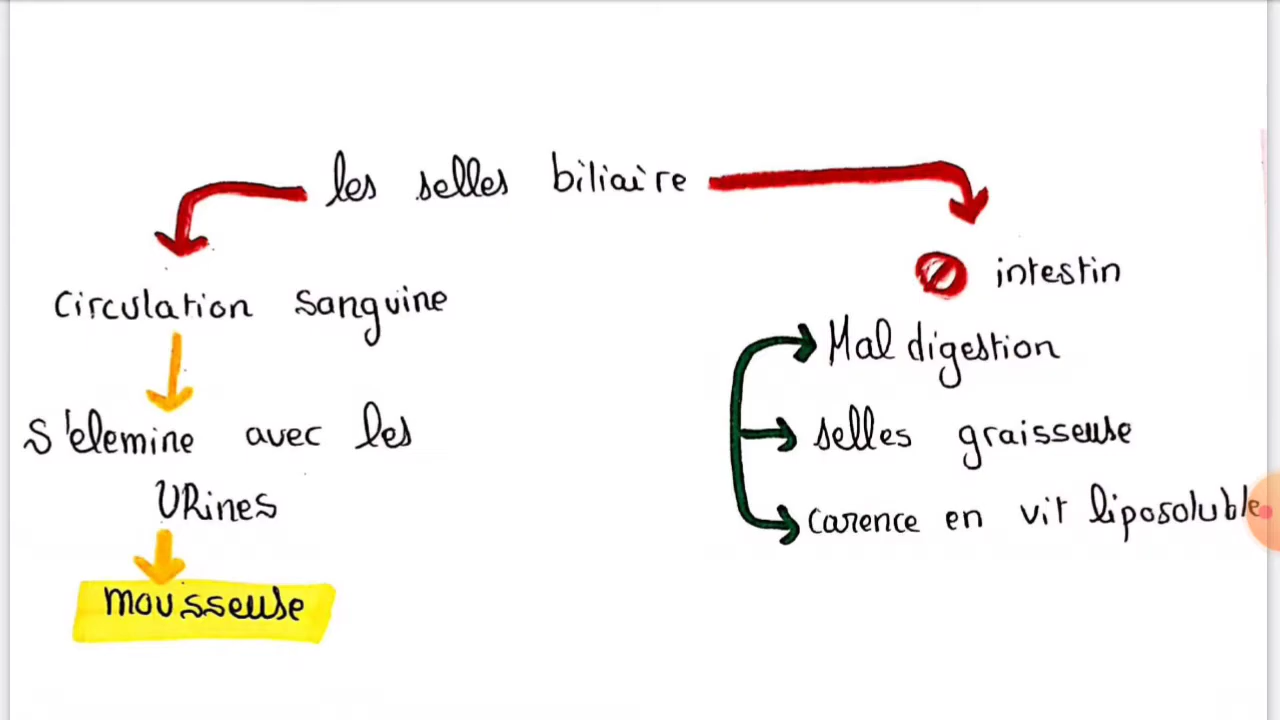 les selles biliaire
circulation sanguine
s'elemine avec les
URines
mousseuse
intestin
Mal digestion
selles graisseuse
carence en vit liposoluble